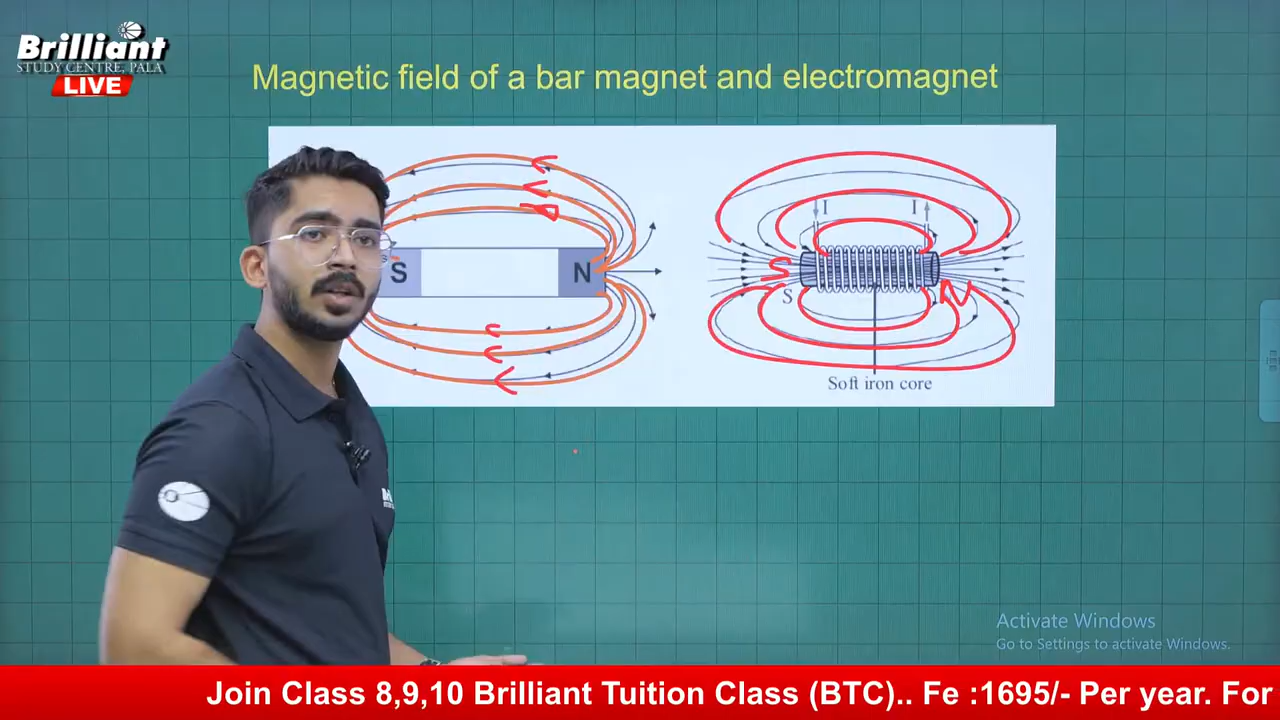 Brilliant
STUDY CENTRE, PALA
LIVE
Magnetic field of a bar magnet and electromagnet
S
N
I
I
S
S
N
Soft iron core
Activate Windows
Go to Settings to activate Windows.
Join Class 8,9,10 Brilliant Tuition Class (BTC).. Fe :1695/- Per year. For